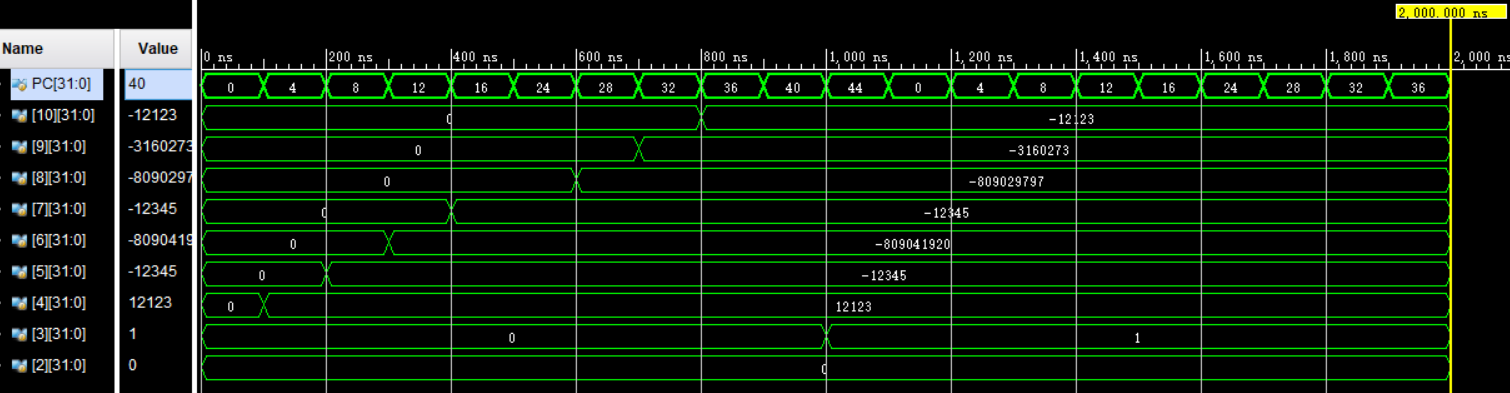 2,000.000 ns
Name Value
0 ns 200 ns 400 ns 600 ns 800 ns 1,000 ns 1,200 ns 1,400 ns 1,600 ns 1,800 ns 2,000 ns
PC[31:0] 40 0 4 8 12 16 24 28 32 36 40 44 0 4 8 12 16 24 28 32 36
[10][31:0] -12123 0 -12123
[9][31:0] -3160273 0 -3160273
[8][31:0] -8090297 0 -809029797
[7][31:0] -12345 0 -12345
[6][31:0] -8090419 0 -809041920
[5][31:0] -12345 0 -12345
[4][31:0] 12123 0 12123
[3][31:0] 1 0 1
[2][31:0] 0 0